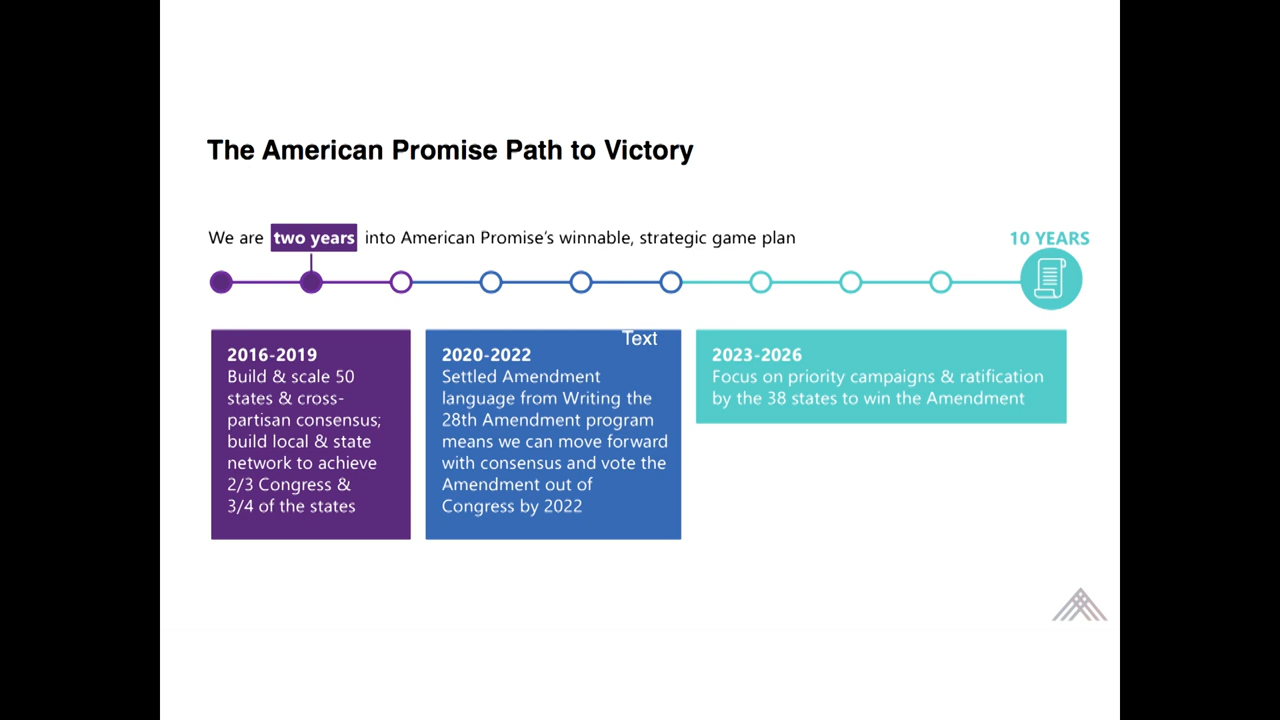 The American Promise Path to Victory
We are two years into American Promise’s winnable, strategic game plan
10 YEARS
2016-2019
Build & scale 50
states & cross-
partisan consensus;
build local & state
network to achieve
2/3 Congress &
3/4 of the states
Text
2020-2022
Settled Amendment
language from Writing the
28th Amendment program
means we can move forward
with consensus and vote the
Amendment out of
Congress by 2022
2023-2026
Focus on priority campaigns & ratification
by the 38 states to win the Amendment